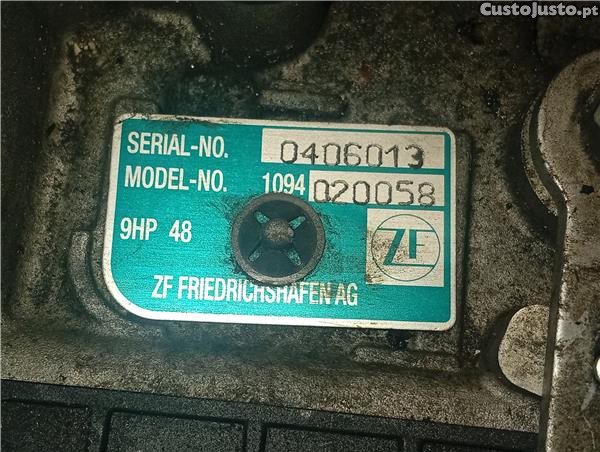 CustoJusto.pt
SERIAL-NO. 0406013
MODEL-NO. 1094 020058
9HP 48
ZF
ZF FRIEDRICHSHAFEN AG